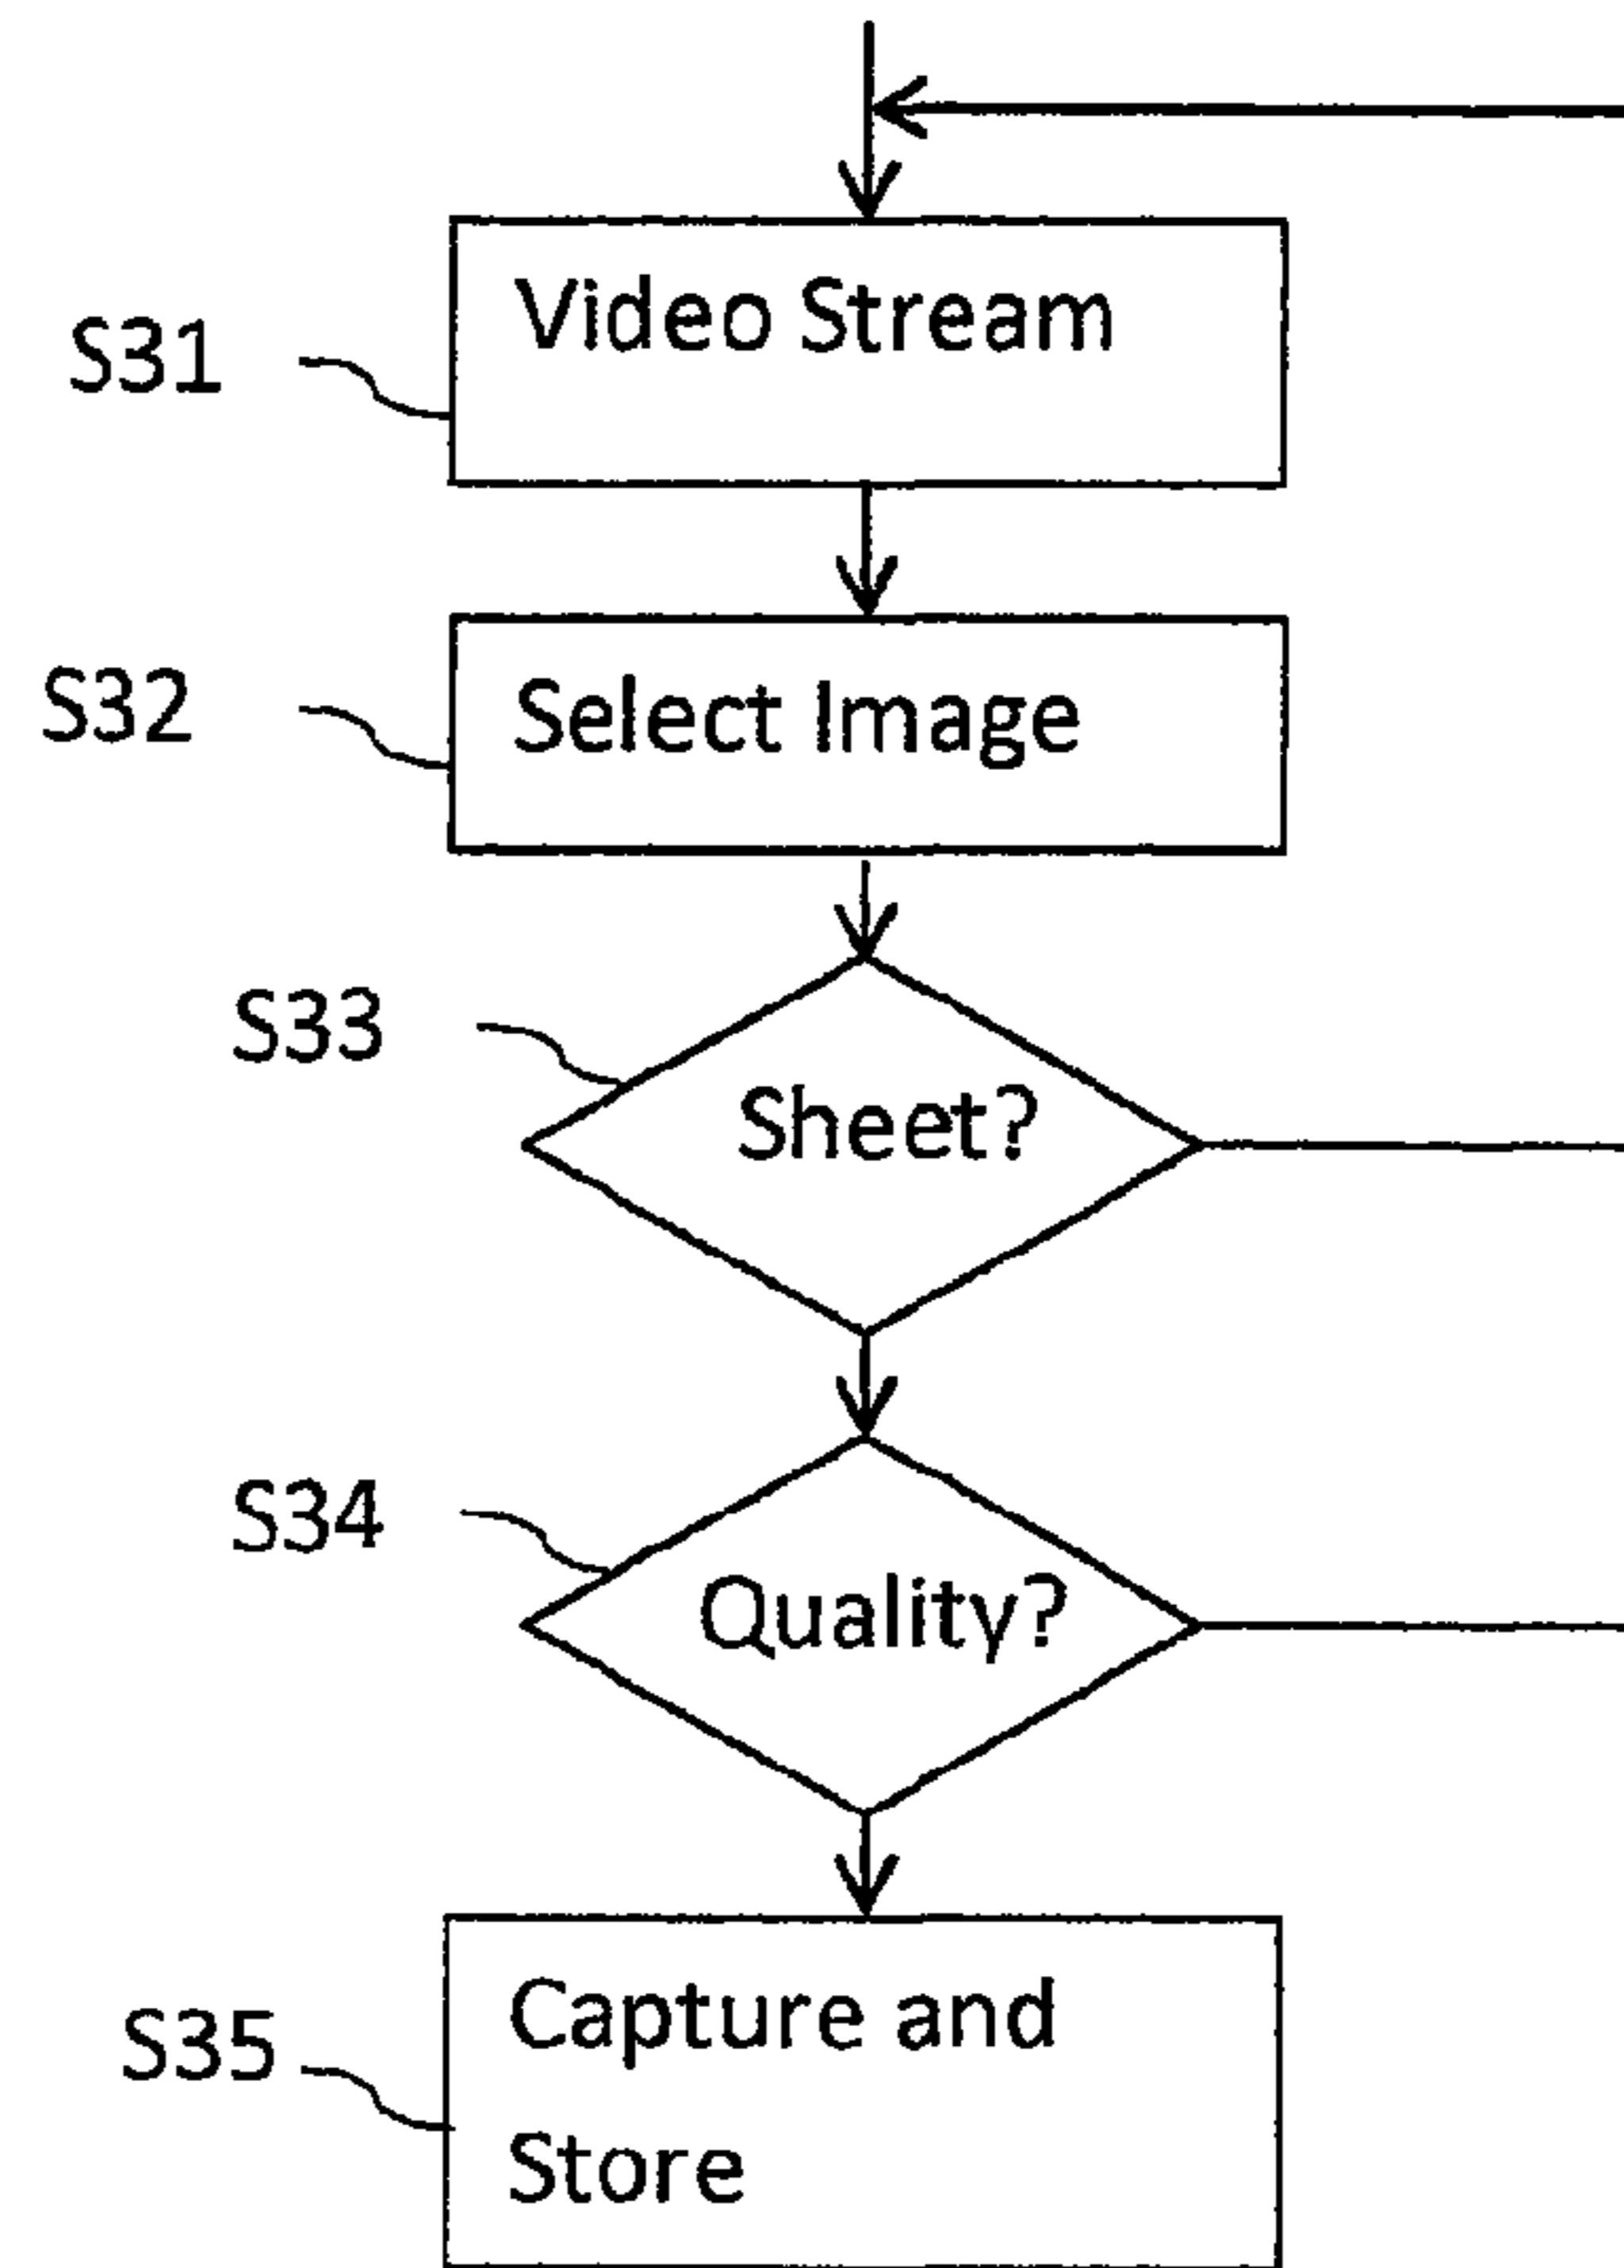 S31
Video Stream
S32
Select Image
S33
Sheet?
S34
Quality?
S35
Capture and
Store